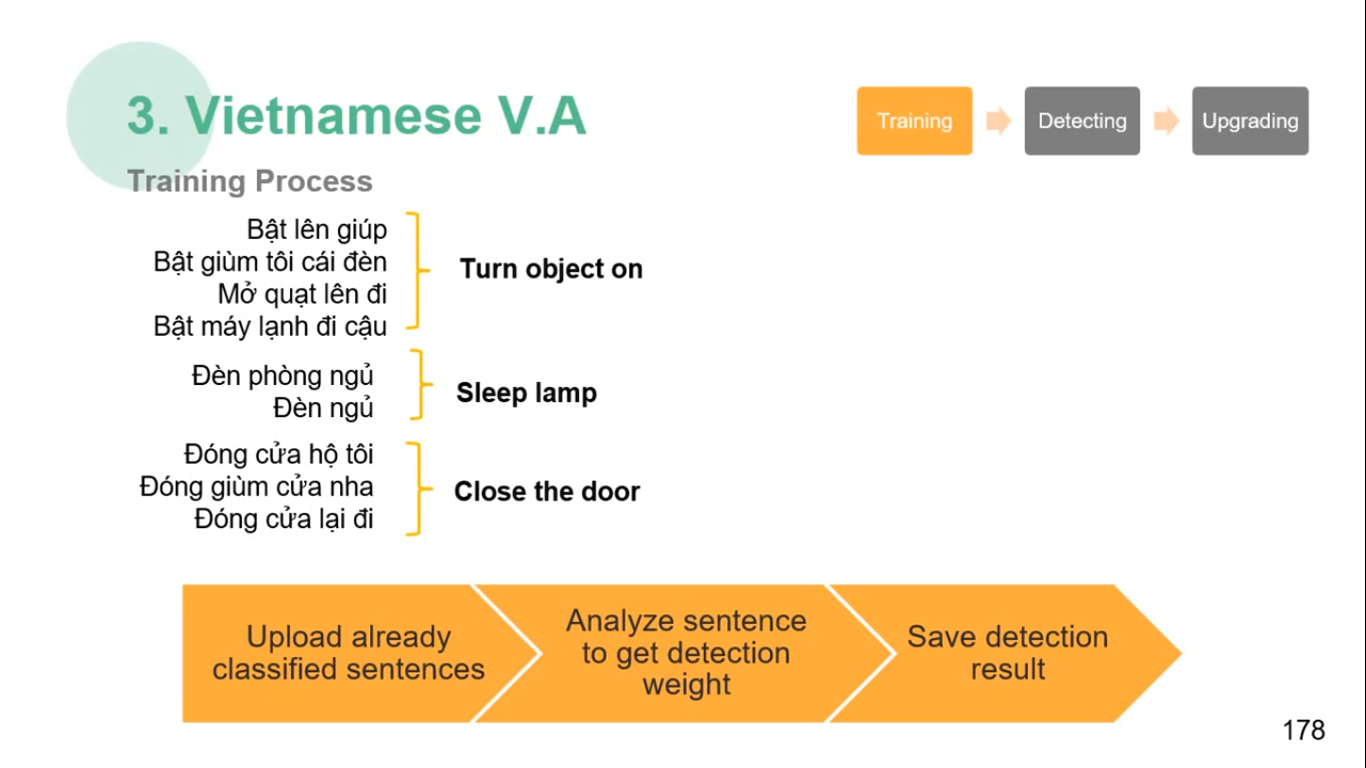 3. Vietnamese V.A
Training
Detecting
Upgrading
Training Process
Bật lên giúp
Bật giùm tôi cái đèn
Mở quạt lên đi
Bật máy lạnh đi cậu
Turn object on
Đèn phòng ngủ
Đèn ngủ
Sleep lamp
Đóng cửa hộ tôi
Đóng giùm cửa nha
Đóng cửa lại đi
Close the door
Upload already
classified sentences
Analyze sentence
to get detection
weight
Save detection
result
178